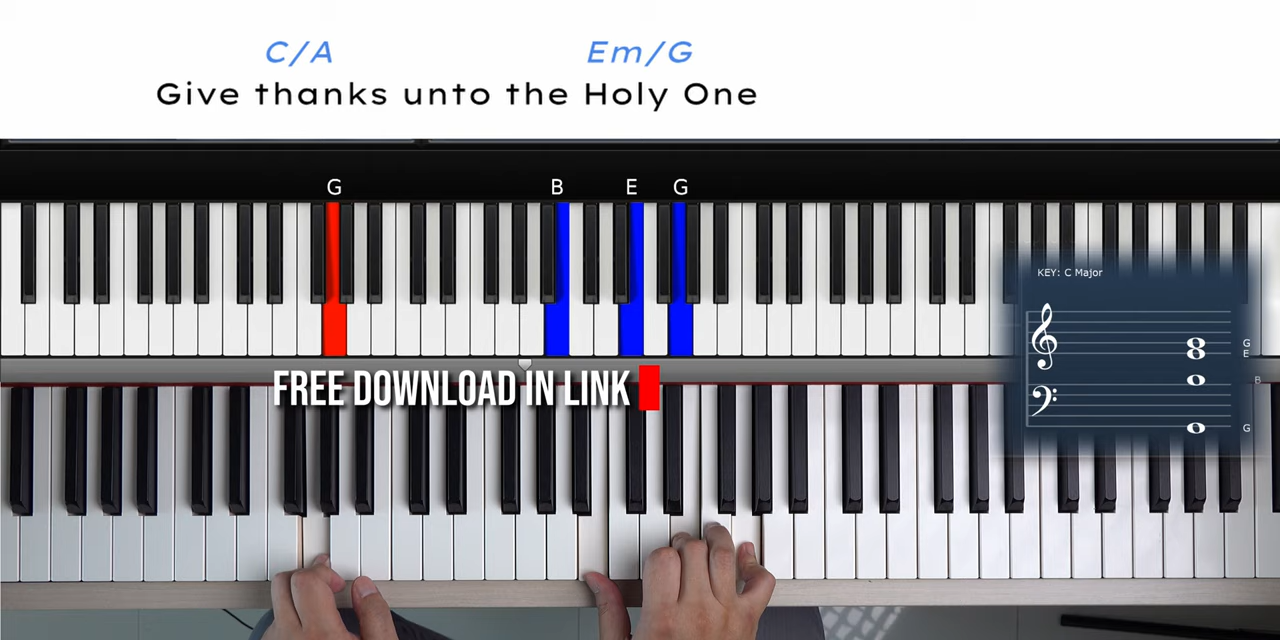 C/A Em/G
Give thanks unto the Holy One
G B E G
KEY: C Major
G
E
B
G
FREE DOWNLOAD IN LINK